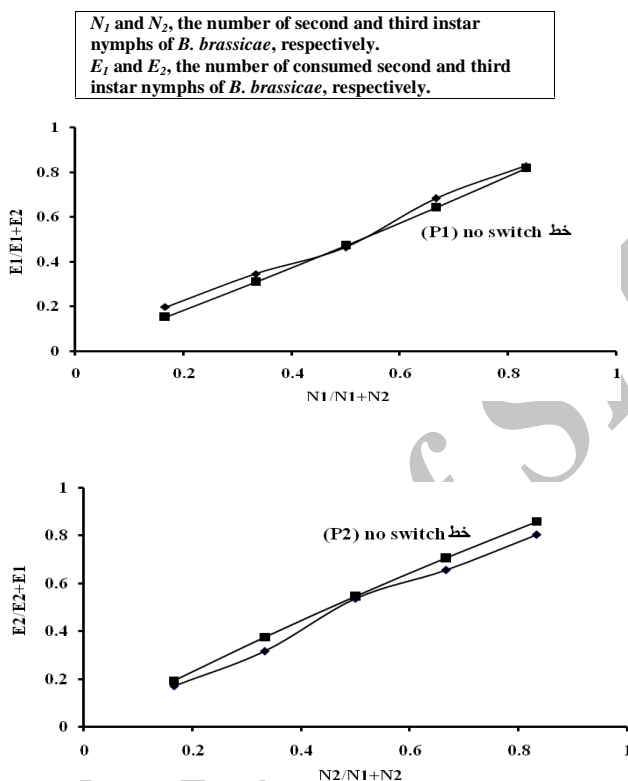 N1 and N2, the number of second and third instar
nymphs of B. brassicae, respectively.
E1 and E2, the number of consumed second and third
instar nymphs of B. brassicae, respectively.
1
0.8
0.6
0.4
0.2
0
E1/E1+E2
(P1) no switch خط
0 0.2 0.4 0.6 0.8 1
N1/N1+N2
1
0.8
0.6
0.4
0.2
0
E2/E2+E1
(P2) no switch خط
0 0.2 0.4 0.6 0.8 1
N2/N1+N2